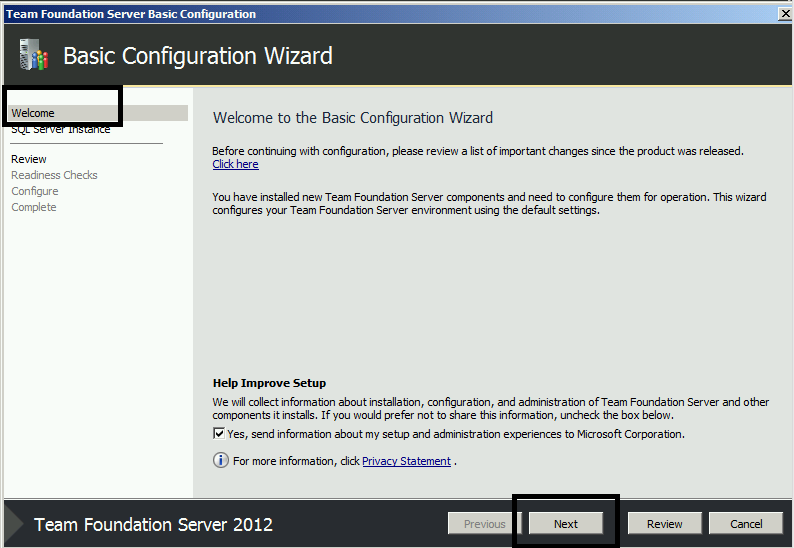 Team Foundation Server Basic Configuration
Basic Configuration Wizard
Welcome
SQL Server Instance
Review
Readiness Checks
Configure
Complete
Welcome to the Basic Configuration Wizard
Before continuing with configuration, please review a list of important changes since the product was released.
Click here
You have installed new Team Foundation Server components and need to configure them for operation. This wizard
configures your Team Foundation Server environment using the default settings.
Help Improve Setup
We will collect information about installation, configuration, and administration of Team Foundation Server and other
components it installs. If you would prefer not to share this information, uncheck the box below.
Yes, send information about my setup and administration experiences to Microsoft Corporation.
For more information, click Privacy Statement .
Team Foundation Server 2012
Previous
Next
Review
Cancel